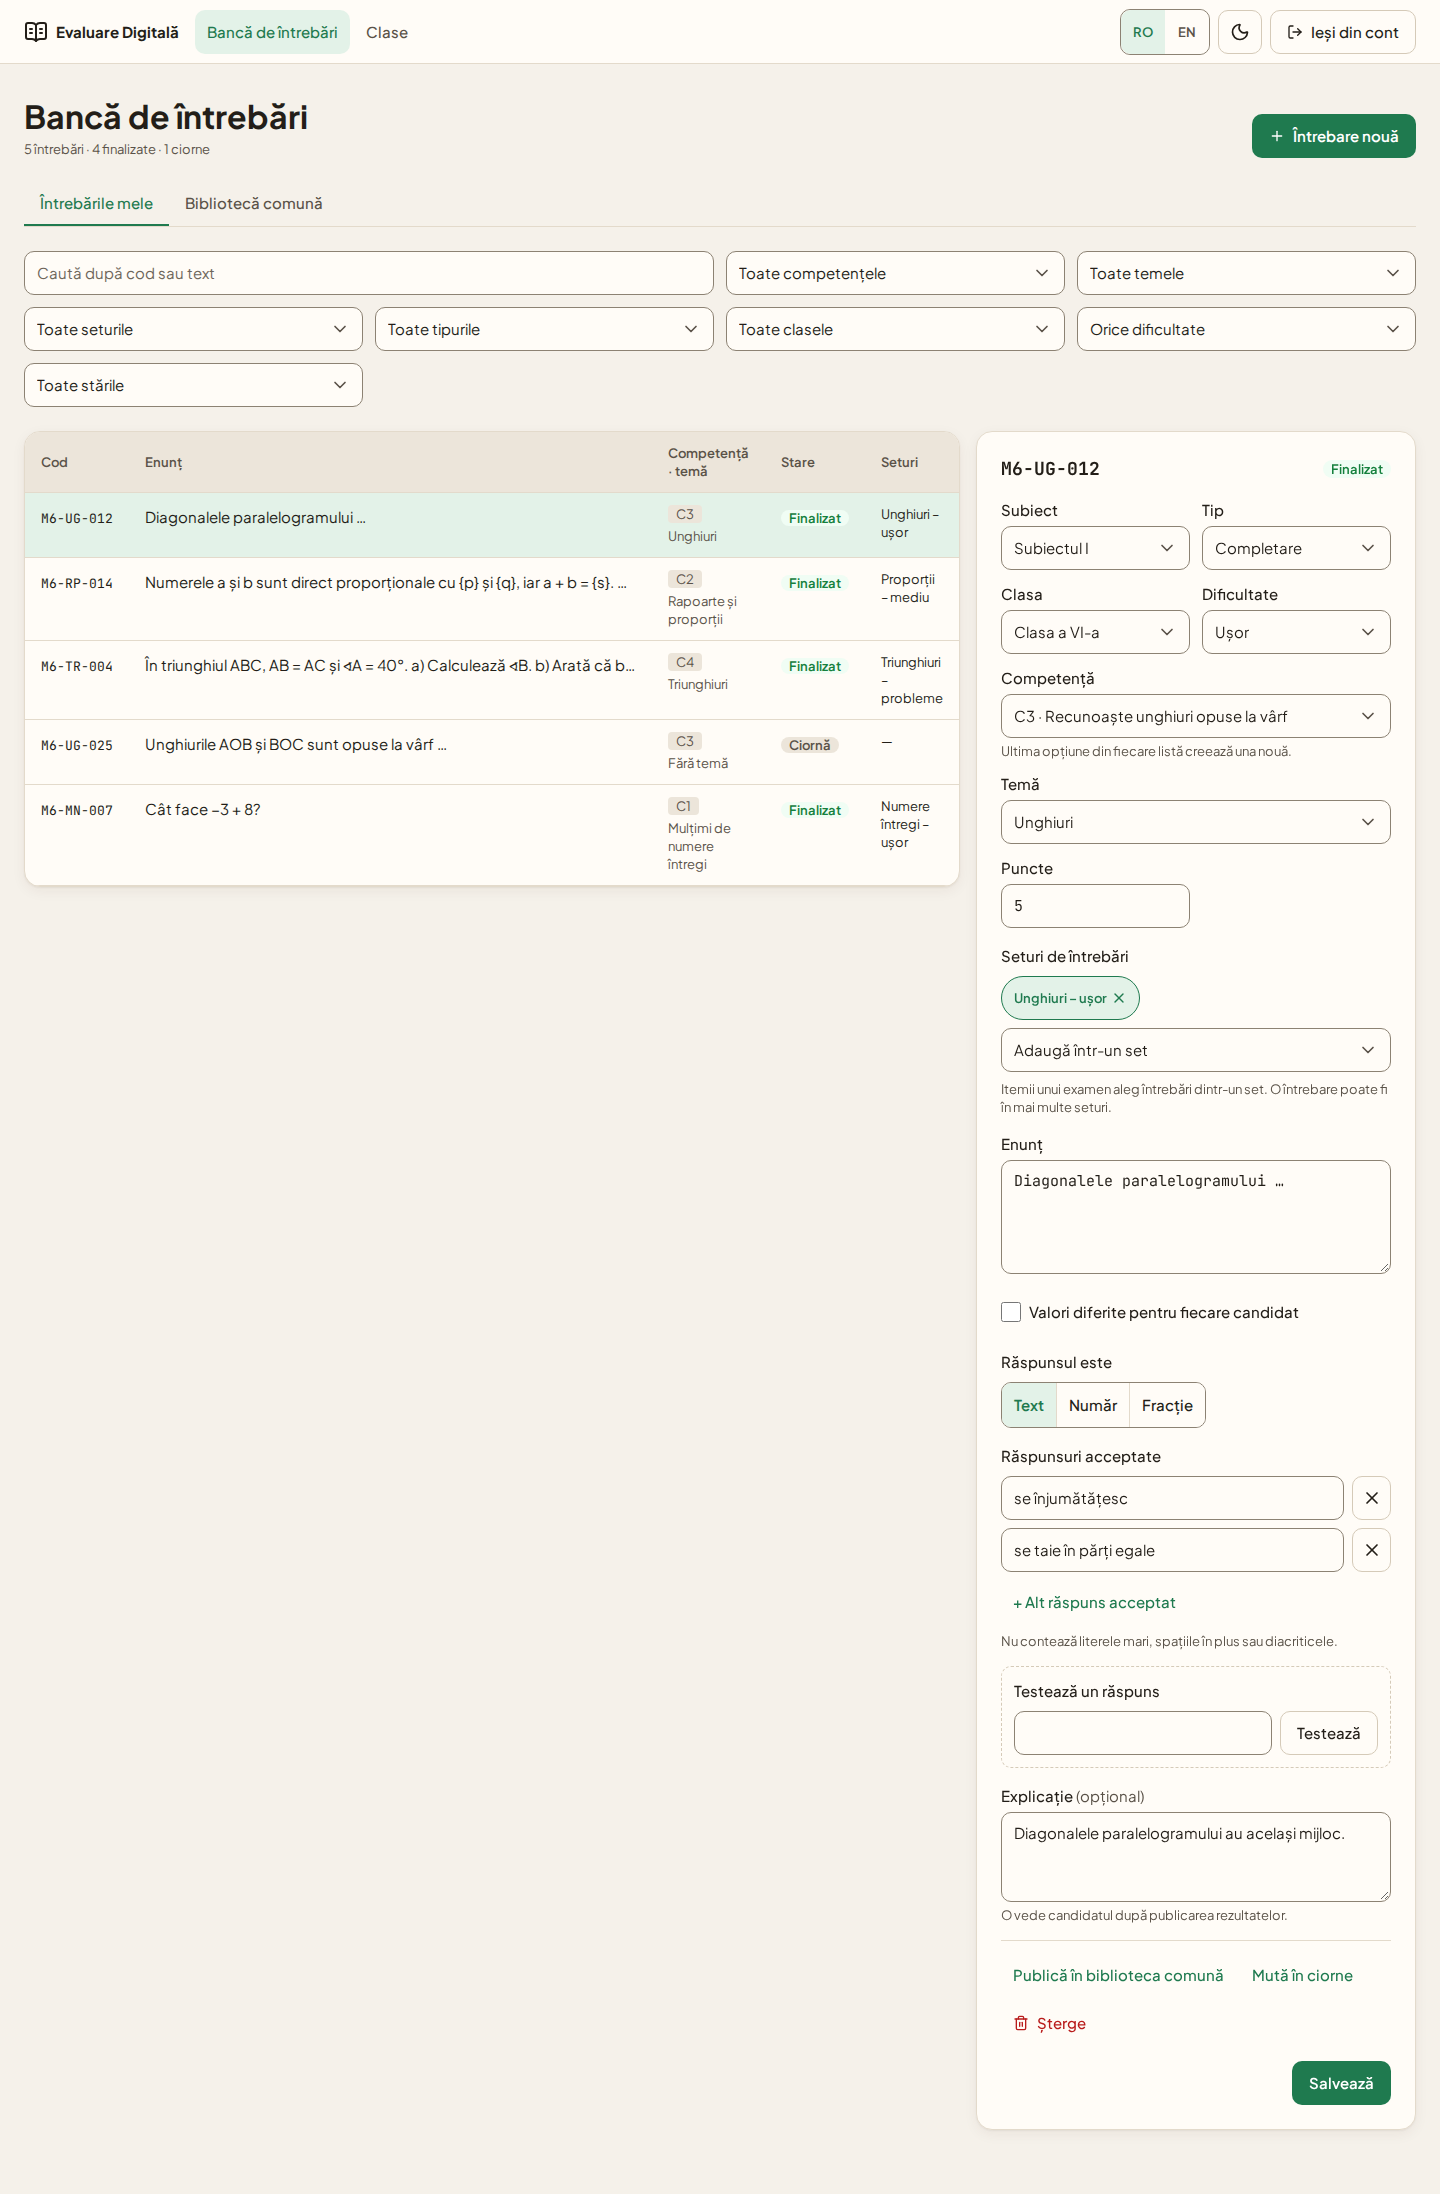 Evaluare Digitală
Bancă de întrebări
Clase
RO
EN
Ieși din cont
Bancă de întrebări
5 întrebări · 4 finalizate · 1 ciorne
+ Întrebare nouă
Întrebările mele
Bibliotecă comună
Caută după cod sau text
Toate competențele
Toate temele
Toate seturile
Toate tipurile
Toate clasele
Orice dificultate
Toate stările
Cod
Enunț
Competență
· temă
Stare
Seturi
M6-UG-012
Diagonalele paralelogramului …
C3
Unghiuri
Finalizat
Unghiuri –
ușor
M6-RP-014
Numerele a și b sunt direct proporționale cu {p} și {q}, iar a + b = {s}. …
C2
Rapoarte și
proporții
Finalizat
Proporții
– mediu
M6-TR-004
În triunghiul ABC, AB = AC și ∢A = 40°. a) Calculează ∢B. b) Arată că b…
C4
Triunghiuri
Finalizat
Triunghiuri
–
probleme
M6-UG-025
Unghiurile AOB și BOC sunt opuse la vârf …
C3
Fără temă
Ciornă
—
M6-MN-007
Cât face −3 + 8?
C1
Mulțimi de
numere
întregi
Finalizat
Numere
întregi –
ușor
M6-UG-012
Finalizat
Subiect
Tip
Subiectul I
Completare
Clasa
Dificultate
Clasa a VI-a
Ușor
Competență
C3 · Recunoaște unghiuri opuse la vârf
Ultima opțiune din fiecare listă creează una nouă.
Temă
Unghiuri
Puncte
5
Seturi de întrebări
Unghiuri – ușor
Adaugă într-un set
Itemii unui examen aleg întrebări dintr-un set. O întrebare poate fi
în mai multe seturi.
Enunț
Diagonalele paralelogramului …
Valori diferite pentru fiecare candidat
Răspunsul este
Text
Număr
Fracție
Răspunsuri acceptate
se înjumătățesc
se taie în părți egale
+ Alt răspuns acceptat
Nu contează literele mari, spațiile în plus sau diacriticele.
Testează un răspuns
Testează
Explicație (opțional)
Diagonalele paralelogramului au același mijloc.
O vede candidatul după publicarea rezultatelor.
Publică în biblioteca comună
Mută în ciorne
Șterge
Salvează